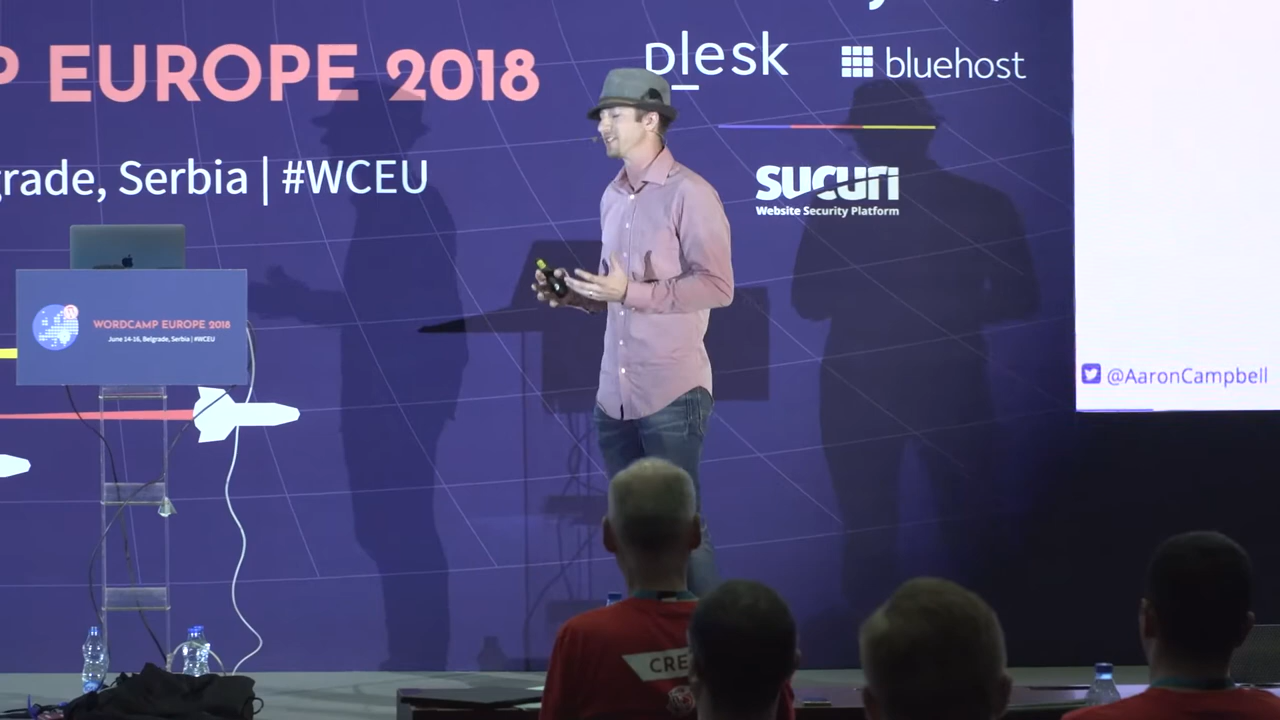 P EUROPE 2018
grade, Serbia | #WCEU
plesk
bluehost
sucuri
Website Security Platform
WORDCAMP EUROPE 2018
June 14-16, Belgrade, Serbia | #WCEU
@AaronCampbell
CRE